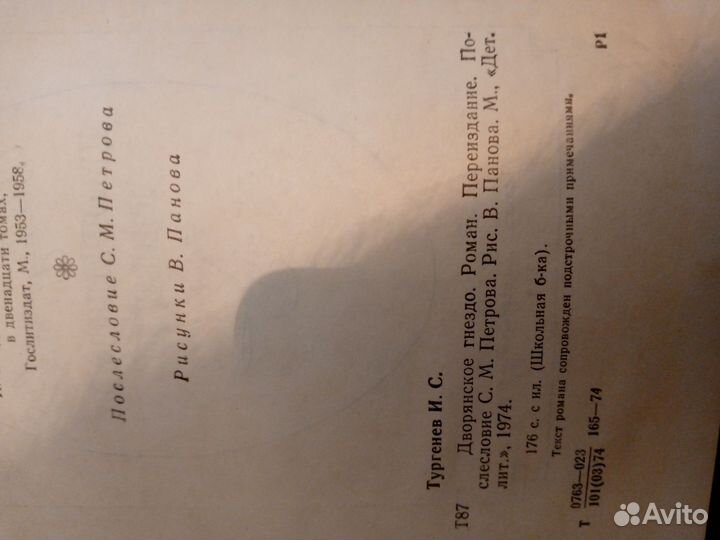 в двенадцати томах,
Гослитиздат, М., 1953—1958.
Послесловие С. М. Петрова
Рисунки В. Панова
Тургенев И. С.
Т87 Дворянское гнездо. Роман. Переиздание. По-
слесловие С. М. Петрова. Рис. В. Панова. М., «Дет.
лит.», 1974.
176 с. с ил. (Школьная б-ка).
Текст романа сопровожден подстрочными примечаниями.
Т 0763—023 165—74 Р1
101(03)74
Avito